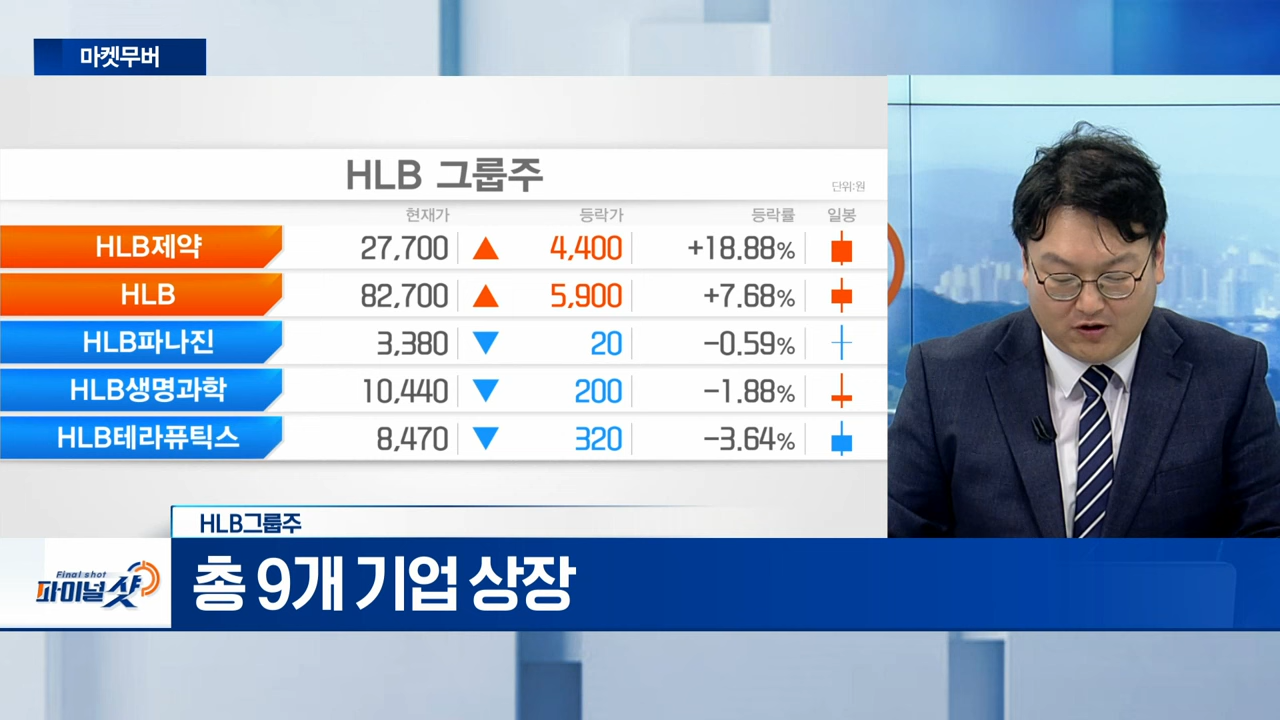 마켓무버
HLB 그룹주
단위:원
현재가 등락가 등락률 일봉
HLB제약 27,700 ▲ 4,400 +18.88%
HLB 82,700 ▲ 5,900 +7.68%
HLB파나진 3,380 ▼ 20 -0.59%
HLB생명과학 10,440 ▼ 200 -1.88%
HLB테라퓨틱스 8,470 ▼ 320 -3.64%
HLB그룹주
Final shot
파이널샷
총 9개 기업 상장